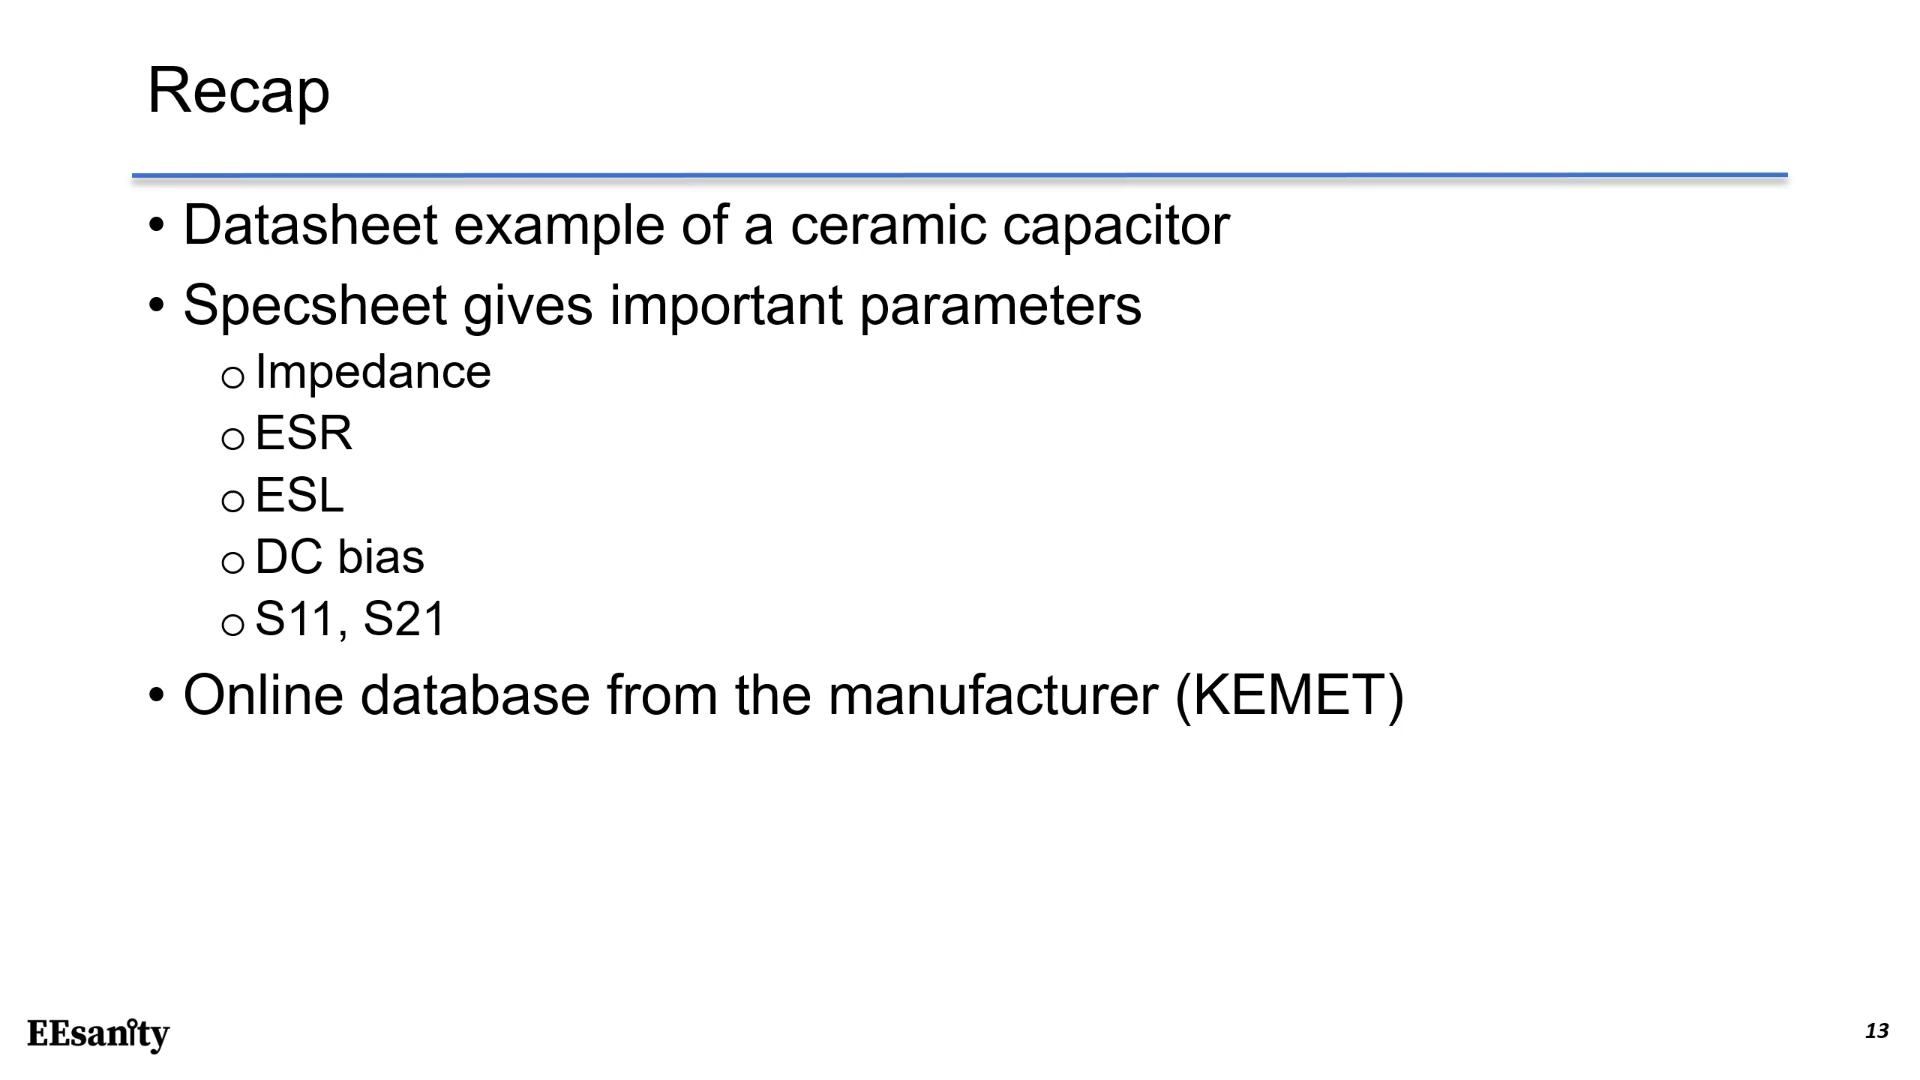 Recap
• Datasheet example of a ceramic capacitor
• Specsheet gives important parameters
o Impedance
o ESR
o ESL
o DC bias
o S11, S21
• Online database from the manufacturer (KEMET)
EEsanity
13